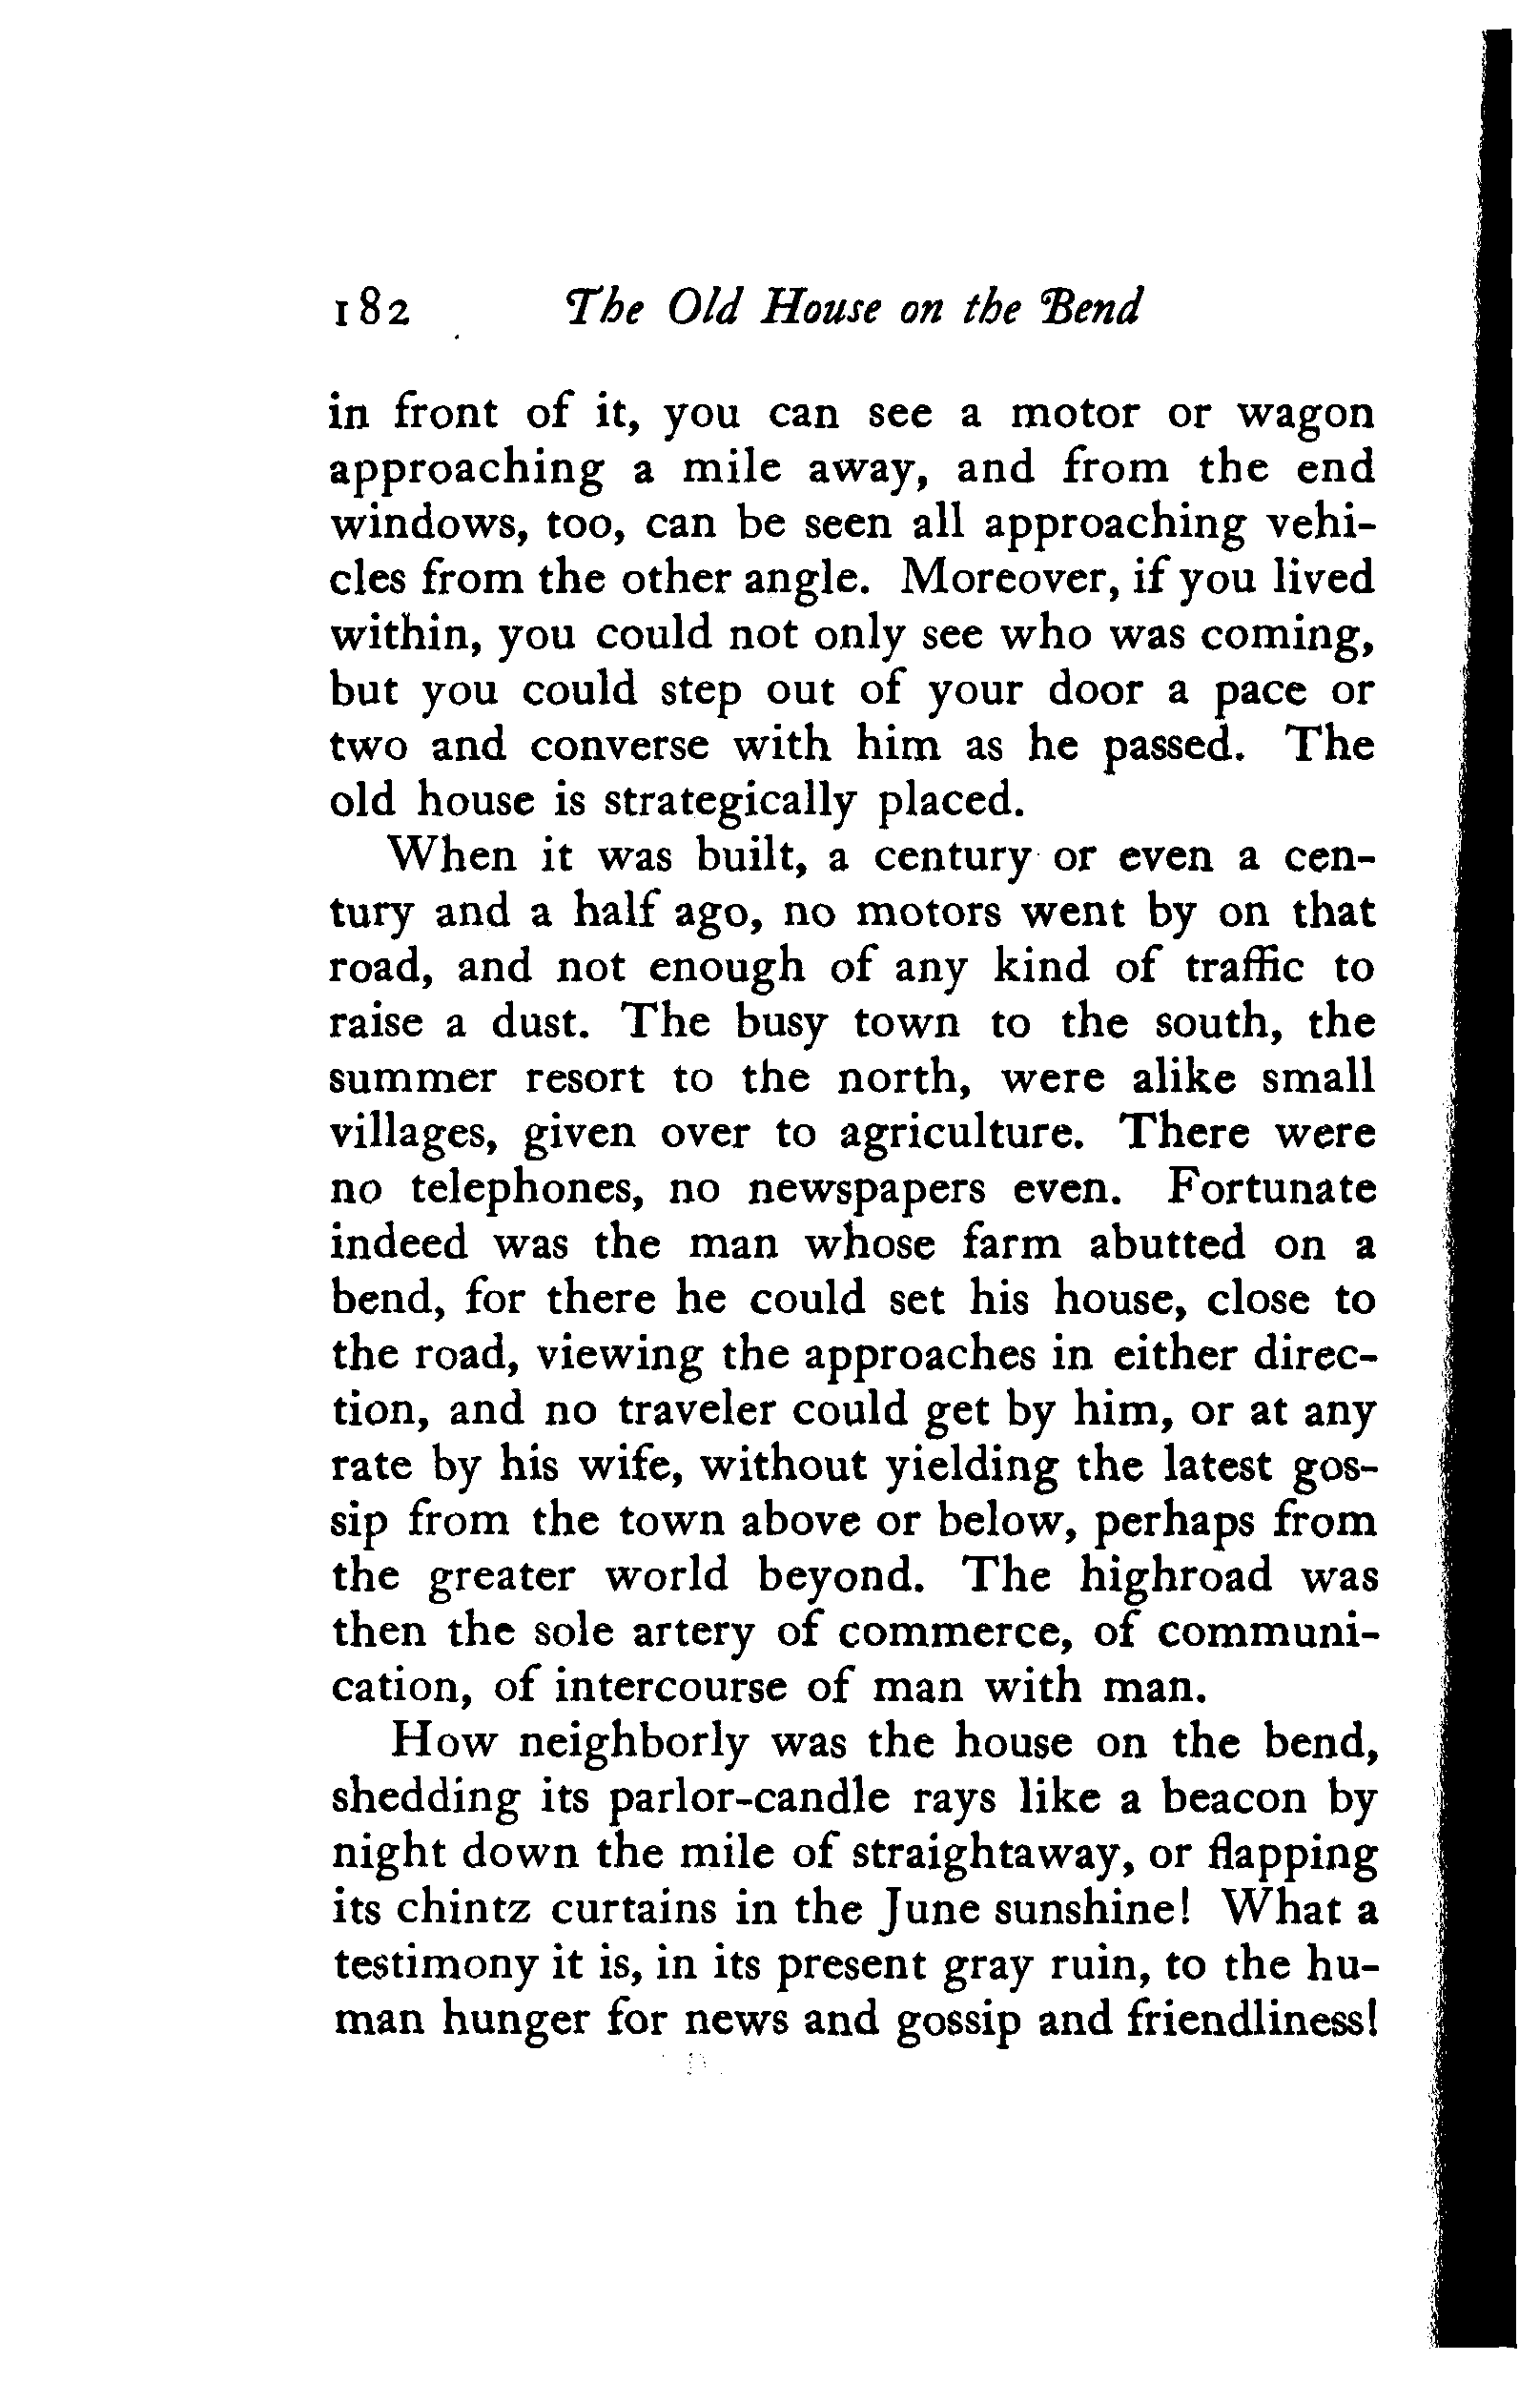 182 The Old House on the Bend
in front of it, you can see a motor or wagon
approaching a mile away, and from the end
windows, too, can be seen all approaching vehi-
cles from the other angle. Moreover, if you lived
within, you could not only see who was coming,
but you could step out of your door a pace or
two and converse with him as he passed. The
old house is strategically placed.
When it was built, a century or even a cen-
tury and a half ago, no motors went by on that
road, and not enough of any kind of traffic to
raise a dust. The busy town to the south, the
summer resort to the north, were alike small
villages, given over to agriculture. There were
no telephones, no newspapers even. Fortunate
indeed was the man whose farm abutted on a
bend, for there he could set his house, close to
the road, viewing the approaches in either direc-
tion, and no traveler could get by him, or at any
rate by his wife, without yielding the latest gos-
sip from the town above or below, perhaps from
the greater world beyond. The highroad was
then the sole artery of commerce, of communi-
cation, of intercourse of man with man.
How neighborly was the house on the bend,
shedding its parlor-candle rays like a beacon by
night down the mile of straightaway, or flapping
its chintz curtains in the June sunshine! What a
testimony it is, in its present gray ruin, to the hu-
man hunger for news and gossip and friendliness!